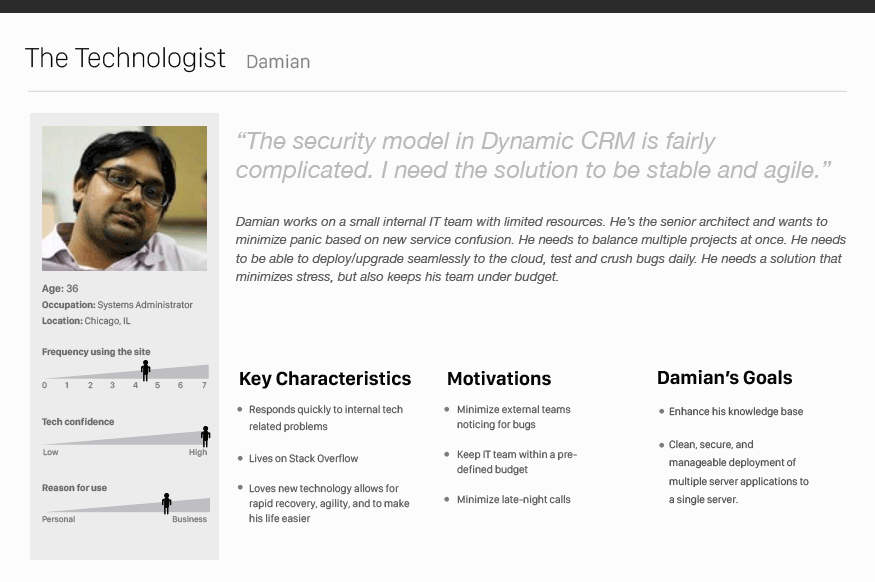 The Technologist Damian
“The security model in Dynamic CRM is fairly
complicated. I need the solution to be stable and agile.”
Damian works on a small internal IT team with limited resources. He’s the senior architect and wants to
minimize panic based on new service confusion. He needs to balance multiple projects at once. He needs
to be able to deploy/upgrade seamlessly to the cloud, test and crush bugs daily. He needs a solution that
minimizes stress, but also keeps his team under budget.
Age: 36
Occupation: Systems Administrator
Location: Chicago, IL
Frequency using the site
0 1 2 3 4 5 6 7
Tech confidence
Low High
Reason for use
Personal Business
Key Characteristics
Responds quickly to internal tech
related problems
Lives on Stack Overflow
Loves new technology allows for
rapid recovery, agility, and to make
his life easier
Motivations
Minimize external teams
noticing for bugs
Keep IT team within a pre-
defined budget
Minimize late-night calls
Damian’s Goals
Enhance his knowledge base
Clean, secure, and
manageable deployment of
multiple server applications to
a single server.